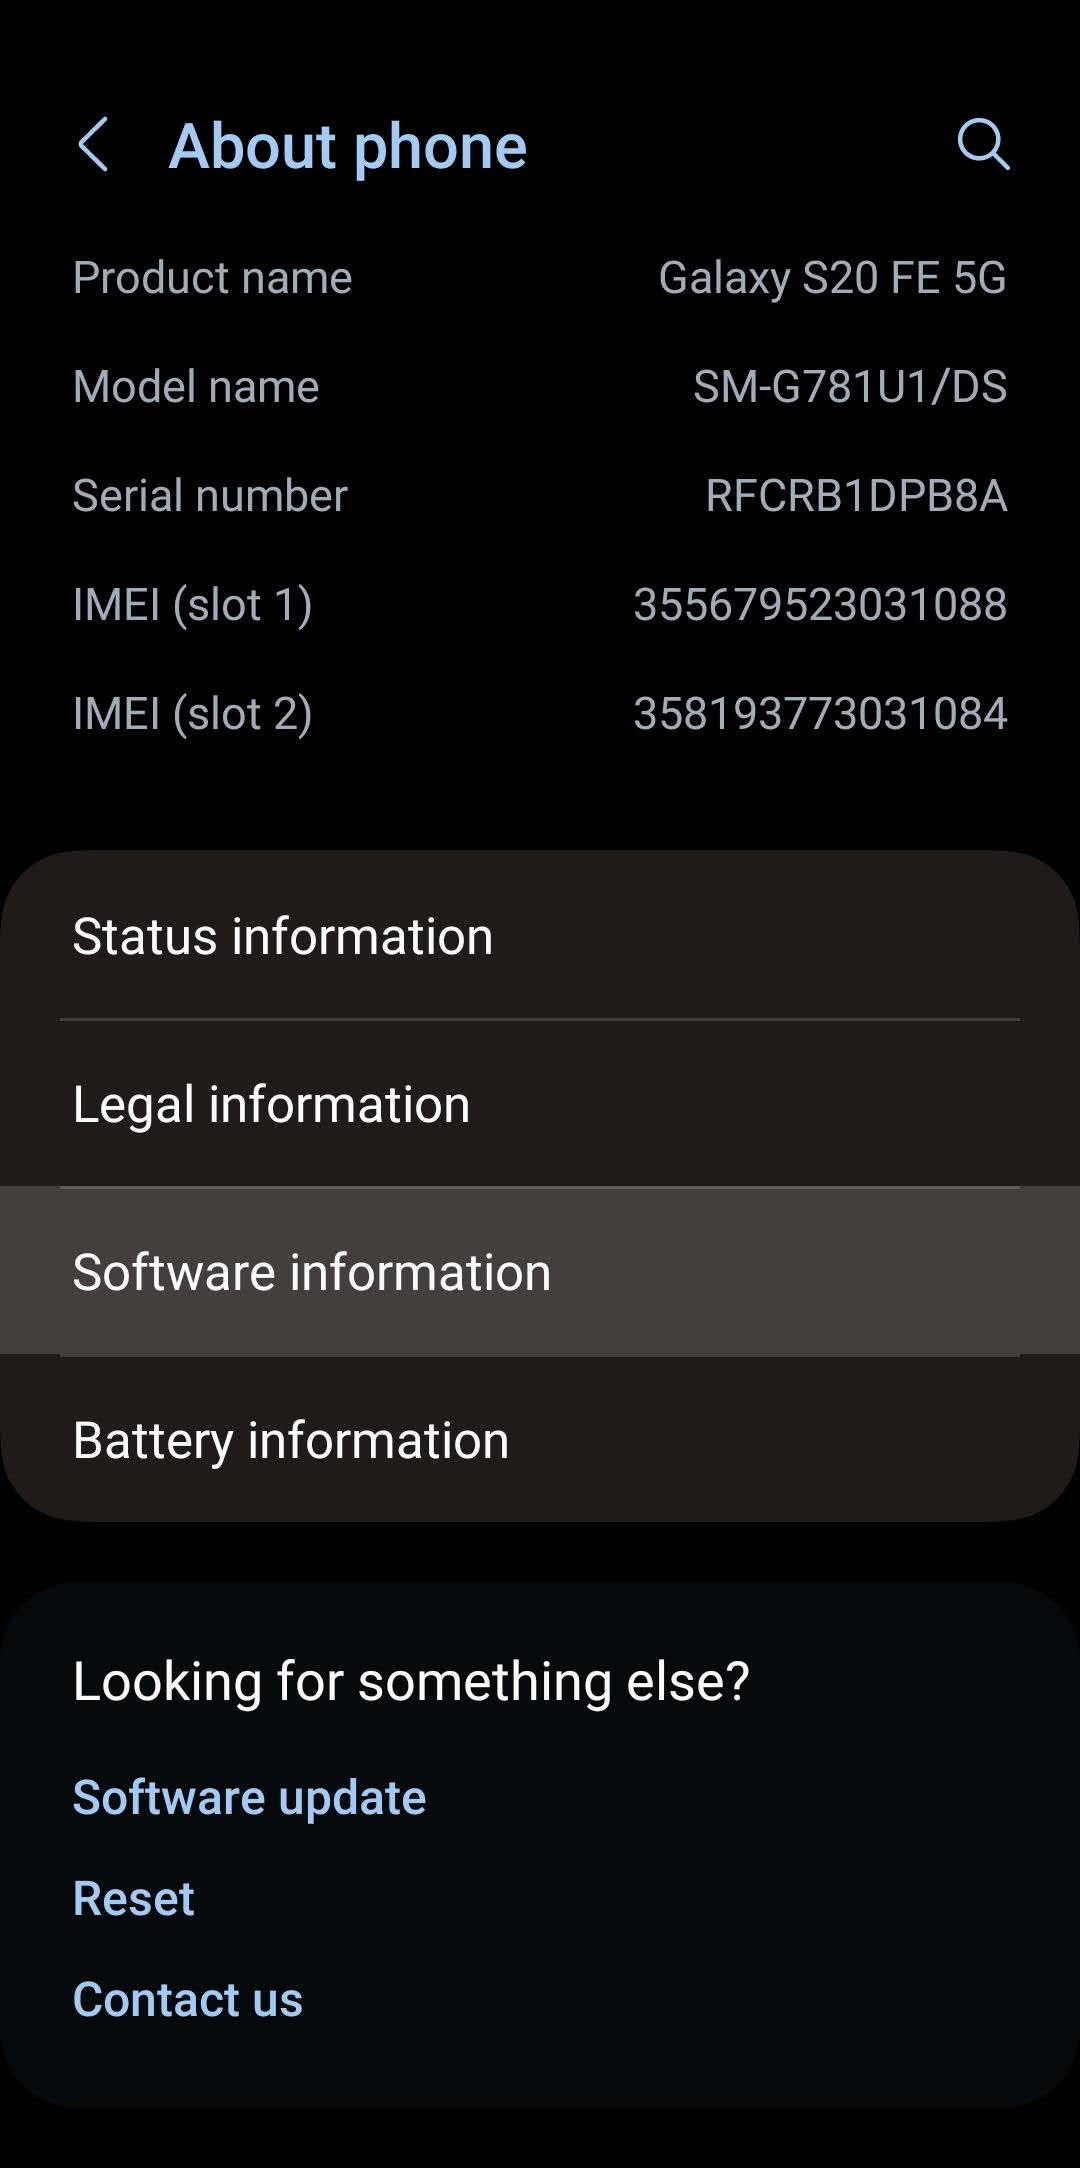 About phone
Product name Galaxy S20 FE 5G
Model name SM-G781U1/DS
Serial number RFCRB1DPB8A
IMEI (slot 1) 355679523031088
IMEI (slot 2) 358193773031084
Status information
Legal information
Software information
Battery information
Looking for something else?
Software update
Reset
Contact us